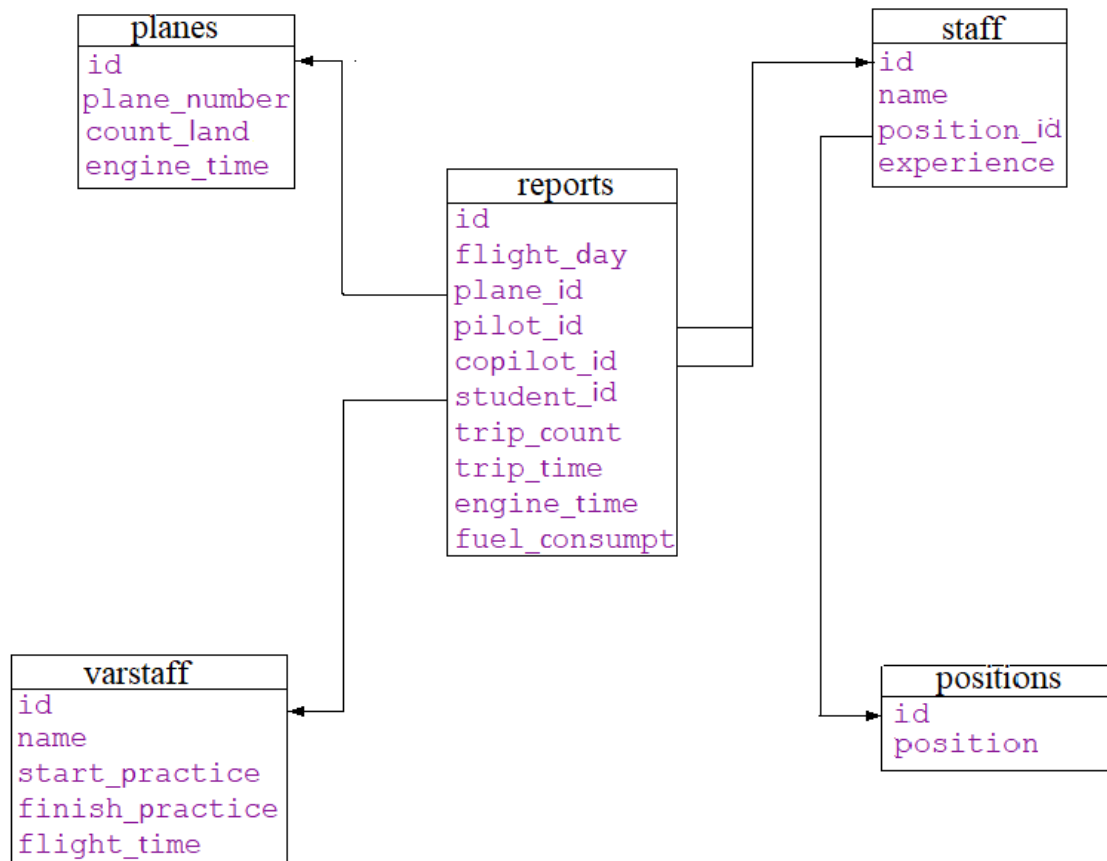 planes
id
plane_number
count_land
engine_time
staff
id
name
position_id
experience
reports
id
flight_day
plane_id
pilot_id
copilot_id
student_id
trip_count
trip_time
engine_time
fuel_consumpt
varstaff
id
name
start_practice
finish_practice
flight_time
positions
id
position